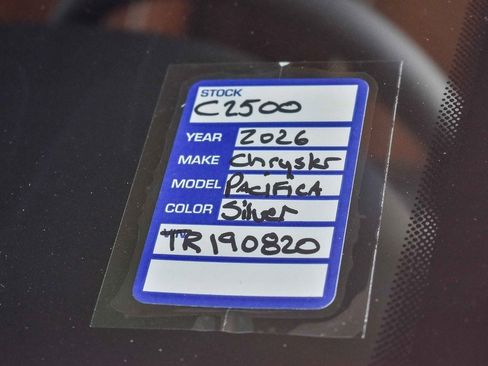 STOCK
C2500
YEAR 2026
MAKE Chrysler
MODEL PACIFICA
COLOR Silver
TR190820